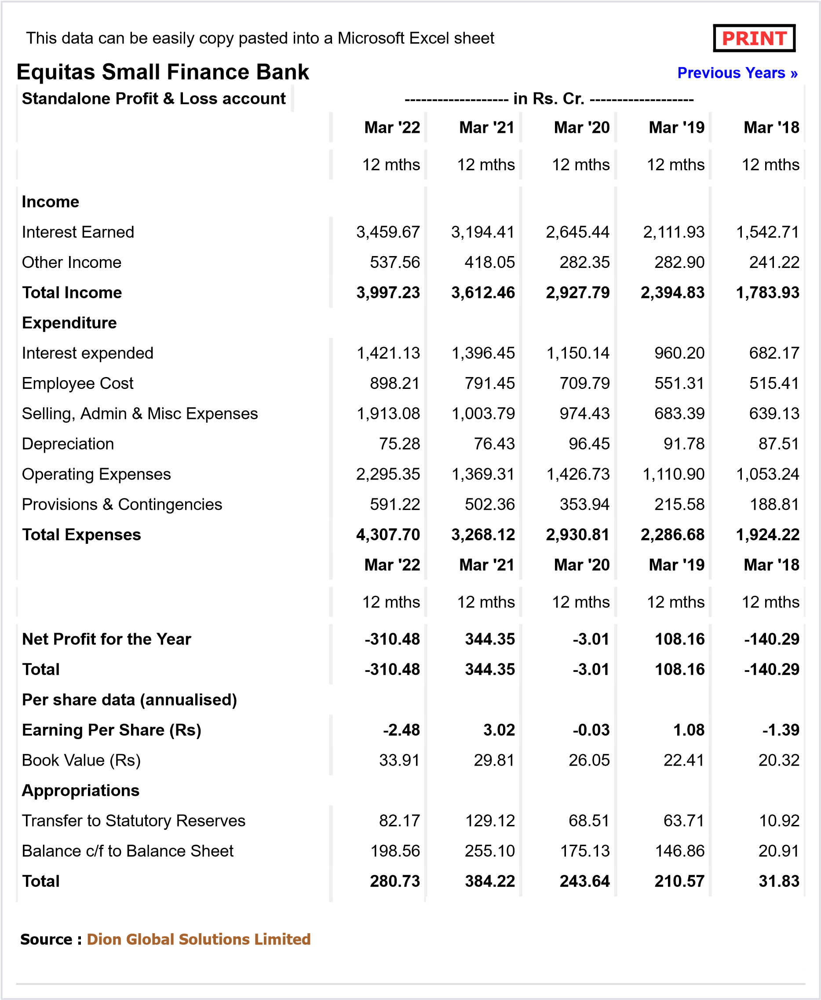 This data can be easily copy pasted into a Microsoft Excel sheet PRINT
Equitas Small Finance Bank Previous Years »
Standalone Profit & Loss account ------------------- in Rs. Cr. -------------------
Mar '22 Mar '21 Mar '20 Mar '19 Mar '18
12 mths 12 mths 12 mths 12 mths 12 mths
Income
Interest Earned 3,459.67 3,194.41 2,645.44 2,111.93 1,542.71
Other Income 537.56 418.05 282.35 282.90 241.22
Total Income 3,997.23 3,612.46 2,927.79 2,394.83 1,783.93
Expenditure
Interest expended 1,421.13 1,396.45 1,150.14 960.20 682.17
Employee Cost 898.21 791.45 709.79 551.31 515.41
Selling, Admin & Misc Expenses 1,913.08 1,003.79 974.43 683.39 639.13
Depreciation 75.28 76.43 96.45 91.78 87.51
Operating Expenses 2,295.35 1,369.31 1,426.73 1,110.90 1,053.24
Provisions & Contingencies 591.22 502.36 353.94 215.58 188.81
Total Expenses 4,307.70 3,268.12 2,930.81 2,286.68 1,924.22
Mar '22 Mar '21 Mar '20 Mar '19 Mar '18
12 mths 12 mths 12 mths 12 mths 12 mths
Net Profit for the Year -310.48 344.35 -3.01 108.16 -140.29
Total -310.48 344.35 -3.01 108.16 -140.29
Per share data (annualised)
Earning Per Share (Rs) -2.48 3.02 -0.03 1.08 -1.39
Book Value (Rs) 33.91 29.81 26.05 22.41 20.32
Appropriations
Transfer to Statutory Reserves 82.17 129.12 68.51 63.71 10.92
Balance c/f to Balance Sheet 198.56 255.10 175.13 146.86 20.91
Total 280.73 384.22 243.64 210.57 31.83
Source : Dion Global Solutions Limited